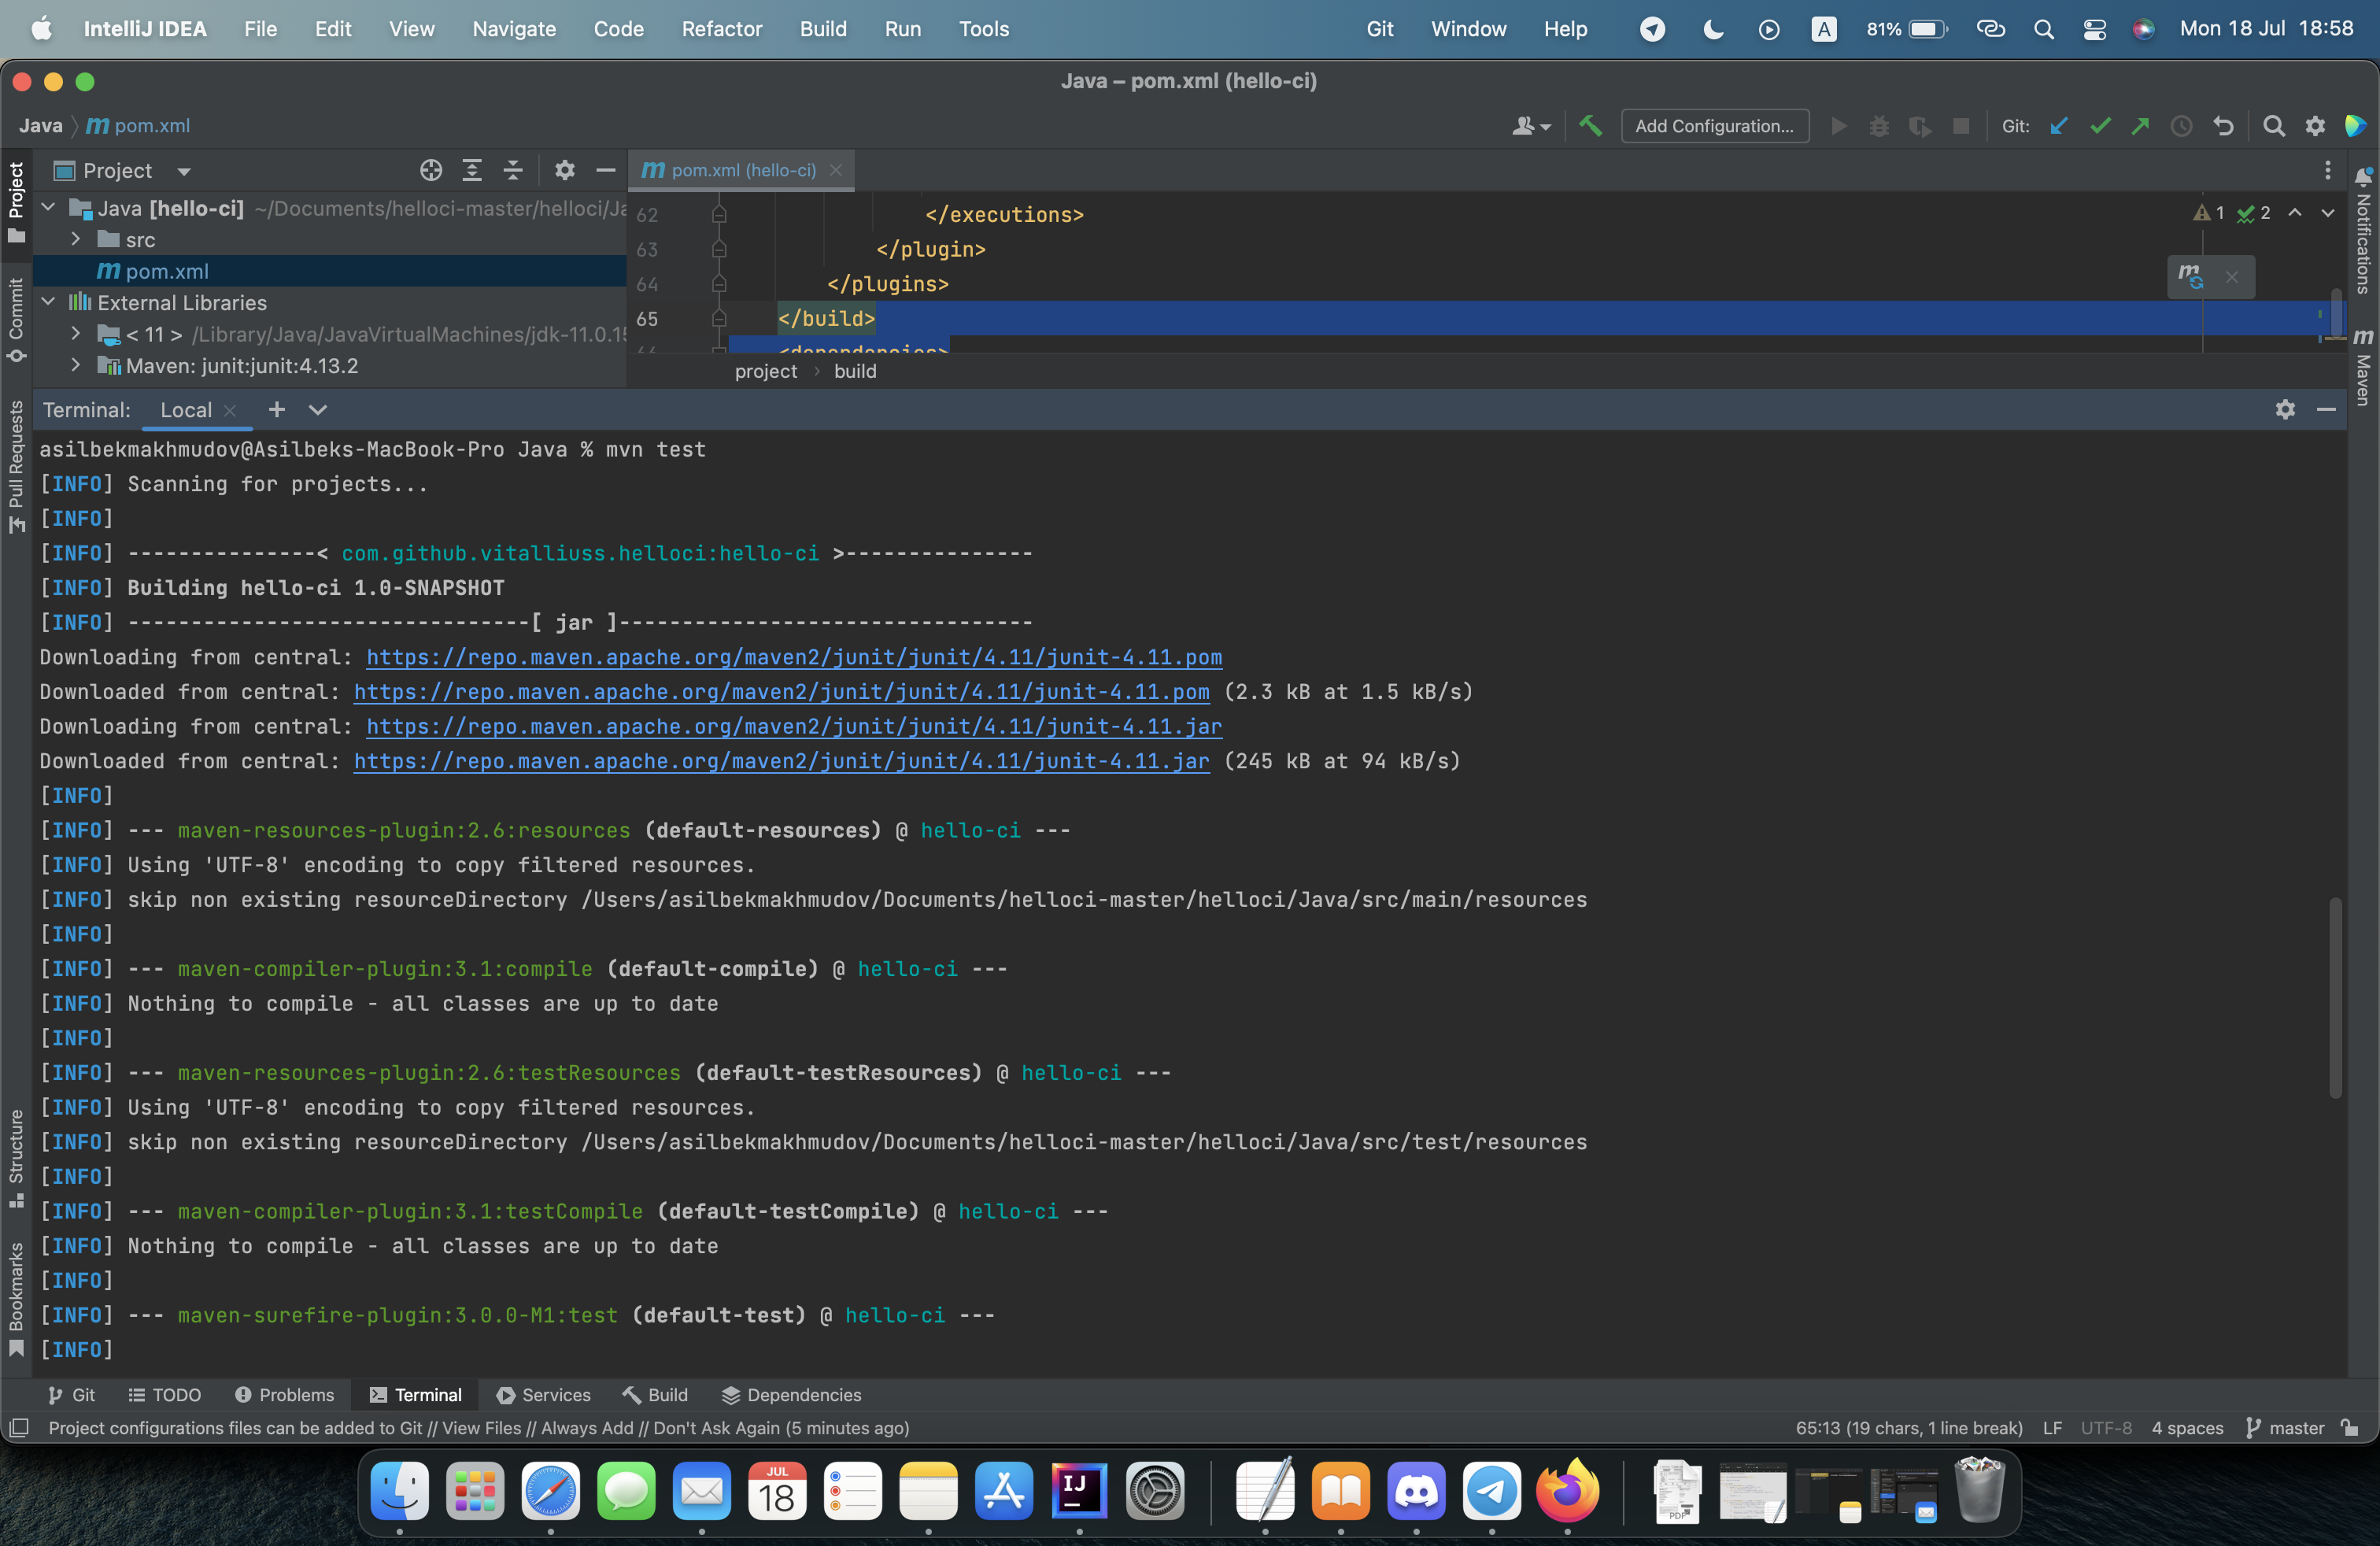 IntelliJ IDEA File Edit View Navigate Code Refactor Build Run Tools Git Window Help A 81% Mon 18 Jul 18:58
Java – pom.xml (hello-ci)
Java m pom.xml Add Configuration... Git:
Project
Commit
Pull Requests
Structure
Bookmarks
Notifications
m Maven
Project
Java [hello-ci] ~/Documents/helloci-master/helloci/Ja
src
m pom.xml
External Libraries
< 11 > /Library/Java/JavaVirtualMachines/jdk-11.0.15
Maven: junit:junit:4.13.2
m pom.xml (hello-ci)
1 2
62 </executions>
63 </plugin>
64 </plugins>
65 </build>
66 <dependencies>
project › build
Terminal: Local
asilbekmakhmudov@Asilbeks-MacBook-Pro Java % mvn test
[INFO] Scanning for projects...
[INFO]
[INFO] ---------------< com.github.vitalliuss.helloci:hello-ci >---------------
[INFO] Building hello-ci 1.0-SNAPSHOT
[INFO] --------------------------------[ jar ]---------------------------------
Downloading from central: https://repo.maven.apache.org/maven2/junit/junit/4.11/junit-4.11.pom
Downloaded from central: https://repo.maven.apache.org/maven2/junit/junit/4.11/junit-4.11.pom (2.3 kB at 1.5 kB/s)
Downloading from central: https://repo.maven.apache.org/maven2/junit/junit/4.11/junit-4.11.jar
Downloaded from central: https://repo.maven.apache.org/maven2/junit/junit/4.11/junit-4.11.jar (245 kB at 94 kB/s)
[INFO]
[INFO] --- maven-resources-plugin:2.6:resources (default-resources) @ hello-ci ---
[INFO] Using 'UTF-8' encoding to copy filtered resources.
[INFO] skip non existing resourceDirectory /Users/asilbekmakhmudov/Documents/helloci-master/helloci/Java/src/main/resources
[INFO]
[INFO] --- maven-compiler-plugin:3.1:compile (default-compile) @ hello-ci ---
[INFO] Nothing to compile - all classes are up to date
[INFO]
[INFO] --- maven-resources-plugin:2.6:testResources (default-testResources) @ hello-ci ---
[INFO] Using 'UTF-8' encoding to copy filtered resources.
[INFO] skip non existing resourceDirectory /Users/asilbekmakhmudov/Documents/helloci-master/helloci/Java/src/test/resources
[INFO]
[INFO] --- maven-compiler-plugin:3.1:testCompile (default-testCompile) @ hello-ci ---
[INFO] Nothing to compile - all classes are up to date
[INFO]
[INFO] --- maven-surefire-plugin:3.0.0-M1:test (default-test) @ hello-ci ---
[INFO]
Git TODO Problems Terminal Services Build Dependencies
Project configurations files can be added to Git // View Files // Always Add // Don't Ask Again (5 minutes ago) 65:13 (19 chars, 1 line break) LF UTF-8 4 spaces master
JUL
18
IJ
PDF